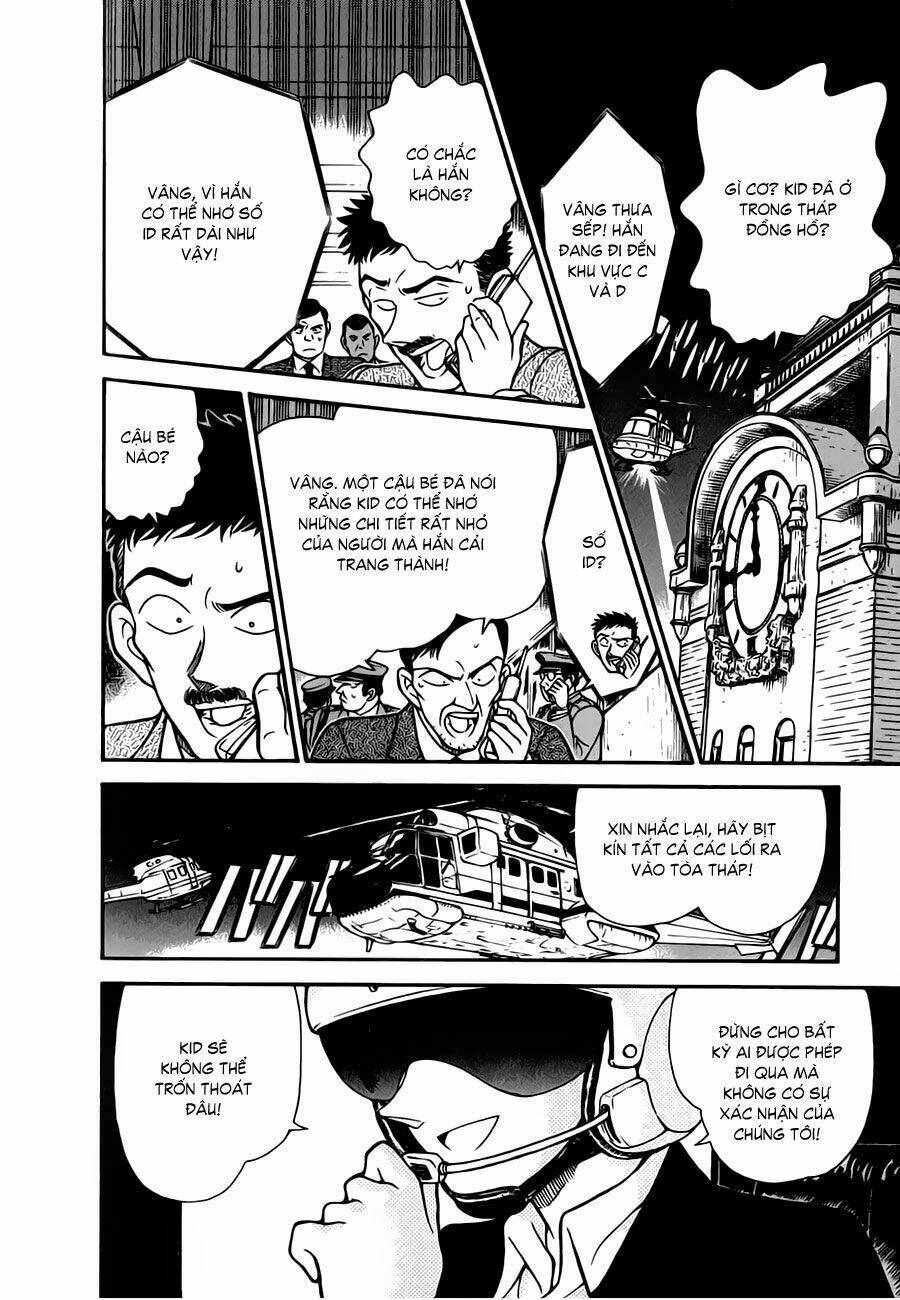 GÌ CƠ? KID ĐÃ Ở
TRONG THÁP
ĐỒNG HỒ?
VÂNG THƯA
SẾP! HẮN
ĐANG ĐI ĐẾN
KHU VỰC C
VÀ D
CÓ CHẮC
LÀ HẮN
KHÔNG?
VÂNG, VÌ HẮN
CÓ THỂ NHỚ SỐ
ID RẤT DÀI NHƯ
VẬY!
SỐ
ID?
VÂNG. MỘT CẬU BÉ ĐÃ NÓI
RẰNG KID CÓ THỂ NHỚ
NHỮNG CHI TIẾT RẤT NHỎ
CỦA NGƯỜI MÀ HẮN CẢI
TRANG THÀNH!
CẬU BÉ
NÀO?
XIN NHẮC LẠI, HÃY BỊT
KÍN TẤT CẢ CÁC LỐI RA
VÀO TÒA THÁP!
ĐỪNG CHO BẤT
KỲ AI ĐƯỢC PHÉP
ĐI QUA MÀ
KHÔNG CÓ SỰ
XÁC NHẬN CỦA
CHÚNG TÔI!
KID SẼ
KHÔNG THỂ
TRỐN THOÁT
ĐÂU!